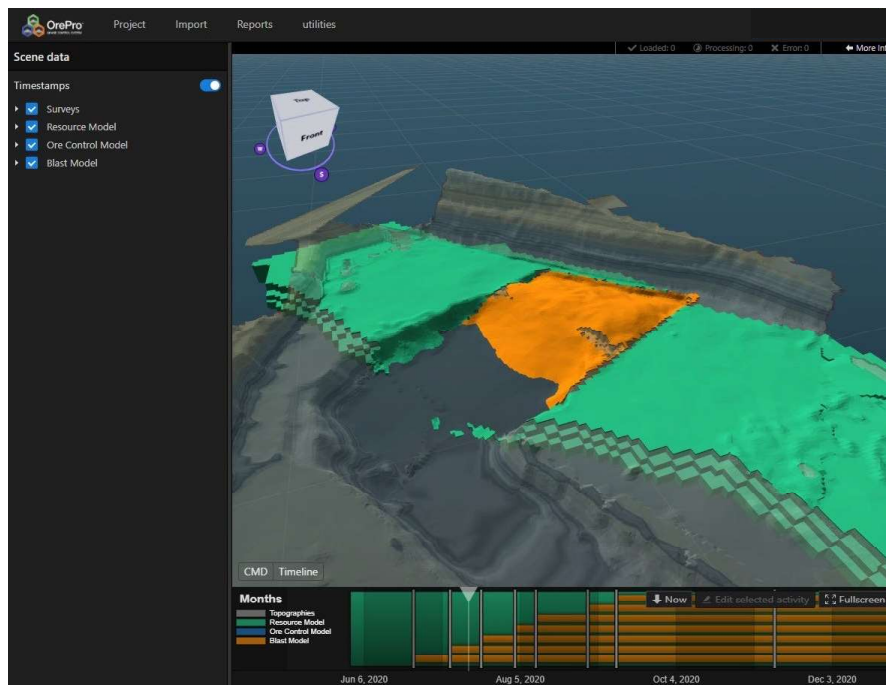 OrePro
Project
Import
Reports
utilities
Scene data
Loaded: 0
Processing: 0
Error: 0
More Inf
Timestamps
Surveys
Resource Model
Ore Control Model
Blast Model
Top
Front
W
S
CMD
Timeline
Months
Topographies
Resource Model
Ore Control Model
Blast Model
Now
Edit selected activity
Fullscreen
Jun 6, 2020
Aug 5, 2020
Oct 4, 2020
Dec 3, 2020